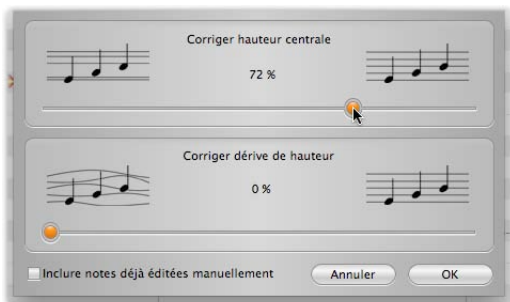 Corriger hauteur centrale
72 %
Corriger dérive de hauteur
0 %
Inclure notes déjà éditées manuellement
Annuler
OK